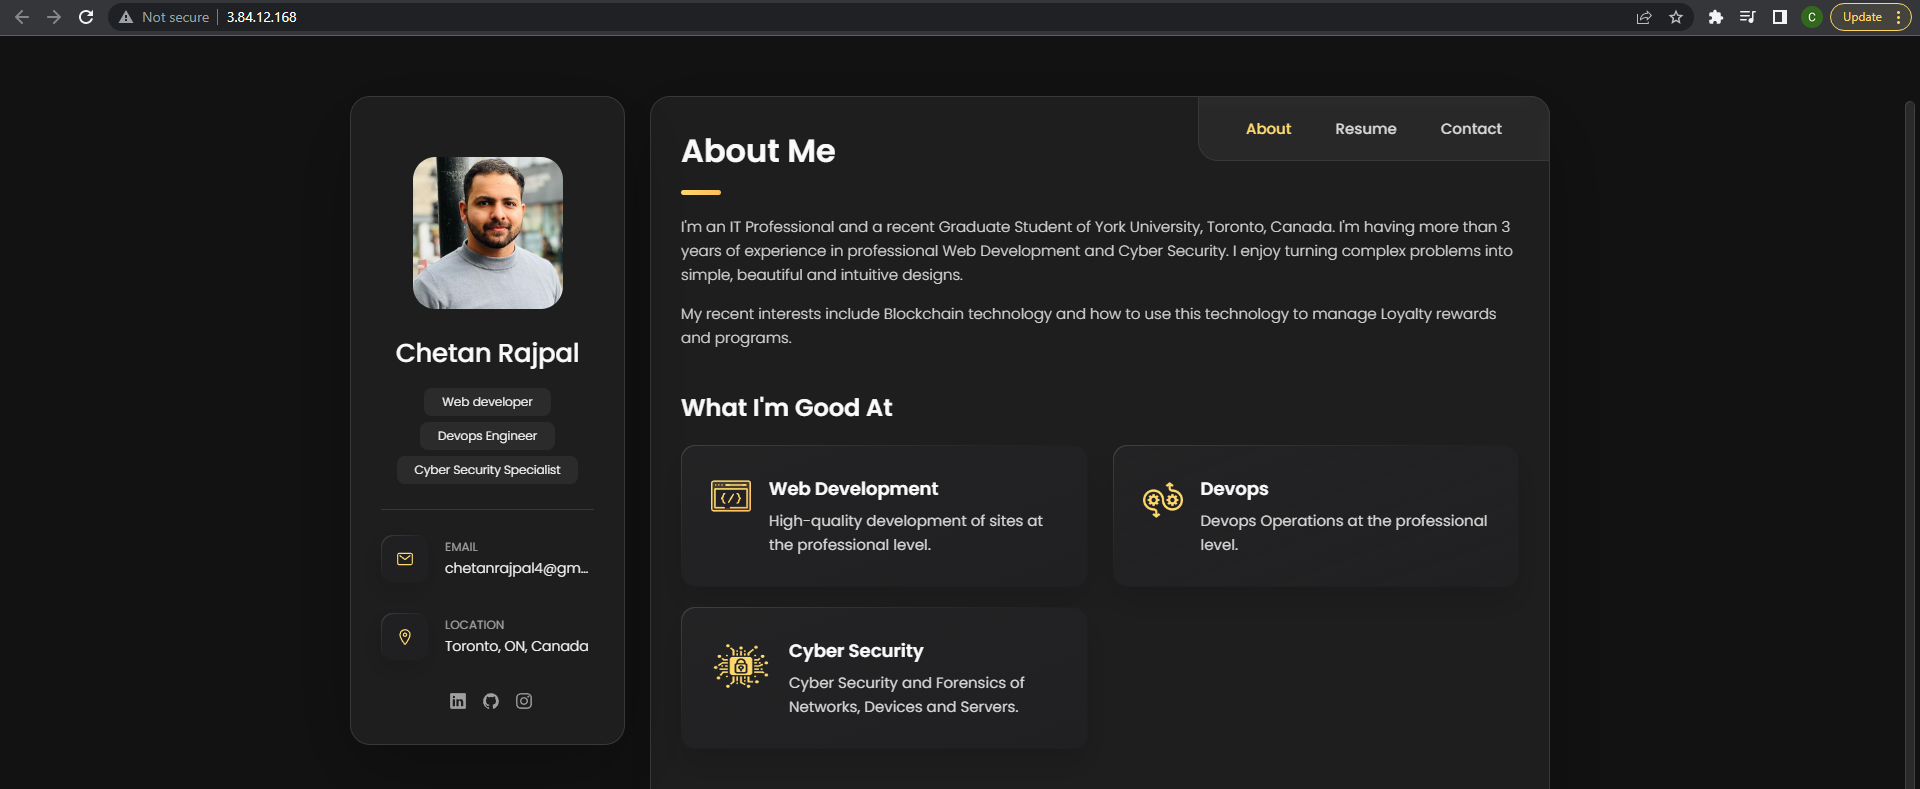 Not secure
3.84.12.168
C
Update
About
Resume
Contact
Chetan Rajpal
Web developer
Devops Engineer
Cyber Security Specialist
EMAIL
chetanrajpal4@gm...
LOCATION
Toronto, ON, Canada
About Me
I'm an IT Professional and a recent Graduate Student of York University, Toronto, Canada. I'm having more than 3
years of experience in professional Web Development and Cyber Security. I enjoy turning complex problems into
simple, beautiful and intuitive designs.
My recent interests include Blockchain technology and how to use this technology to manage Loyalty rewards
and programs.
What I'm Good At
Web Development
High-quality development of sites at
the professional level.
Devops
Devops Operations at the professional
level.
Cyber Security
Cyber Security and Forensics of
Networks, Devices and Servers.